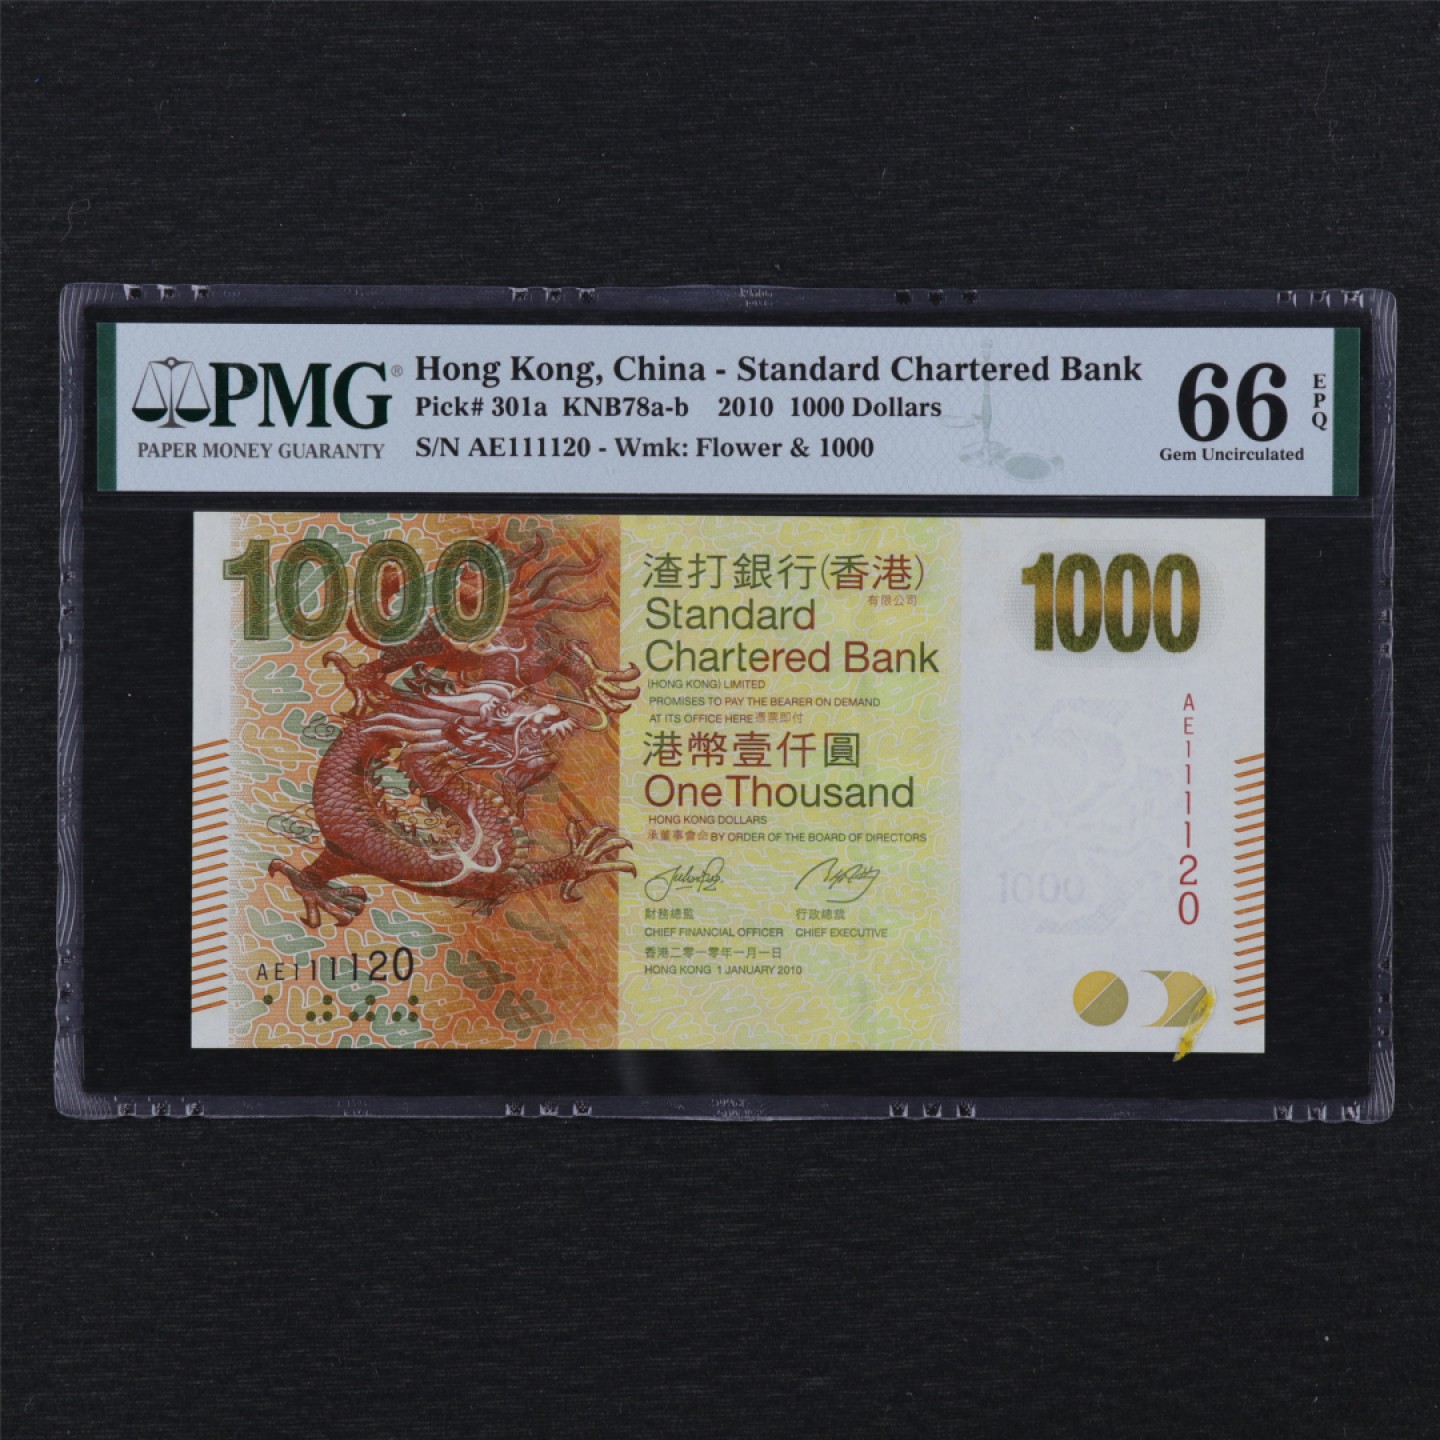 PMG®
PAPER MONEY GUARANTY
Hong Kong, China - Standard Chartered Bank
Pick# 301a KNB78a-b 2010 1000 Dollars
S/N AE111120 - Wmk: Flower & 1000
66
EPQ
Gem Uncirculated
1000
渣打銀行(香港)
有限公司
Standard
Chartered Bank
(HONG KONG) LIMITED
PROMISES TO PAY THE BEARER ON DEMAND
AT ITS OFFICE HERE 憑票即付
港幣壹仟圓
One Thousand
HONG KONG DOLLARS
承董事會命 BY ORDER OF THE BOARD OF DIRECTORS
財務總監 行政總裁
CHIEF FINANCIAL OFFICER CHIEF EXECUTIVE
香港二零一零年一月一日
HONG KONG 1 JANUARY 2010
AE111120
1000
AE111120
1000